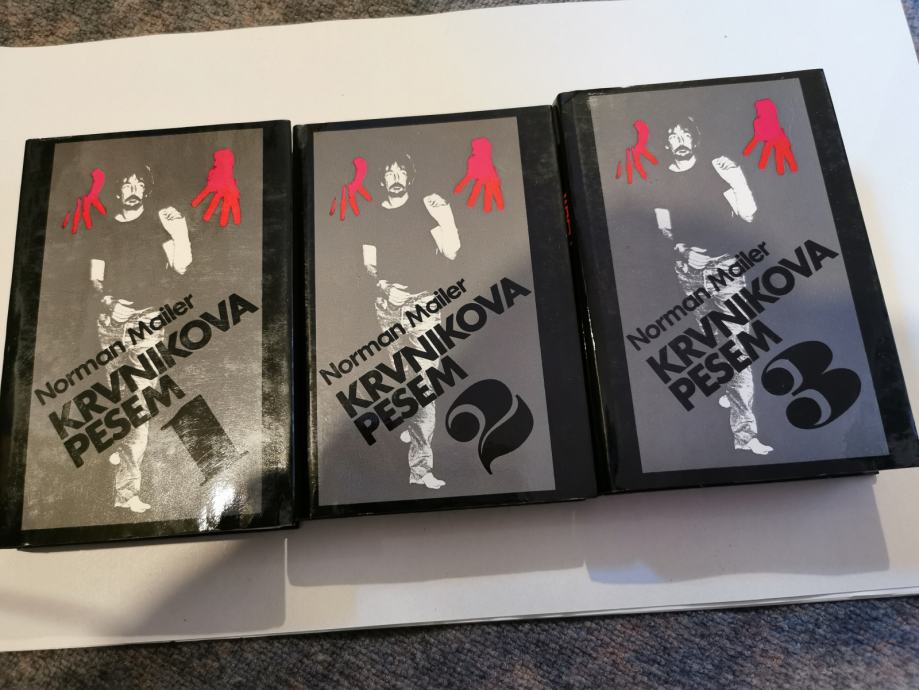 Norman Mailer
KRVNIKOVA
PESEM
1
Norman Mailer
KRVNIKOVA
PESEM
2
Norman Mailer
KRVNIKOVA
PESEM
3